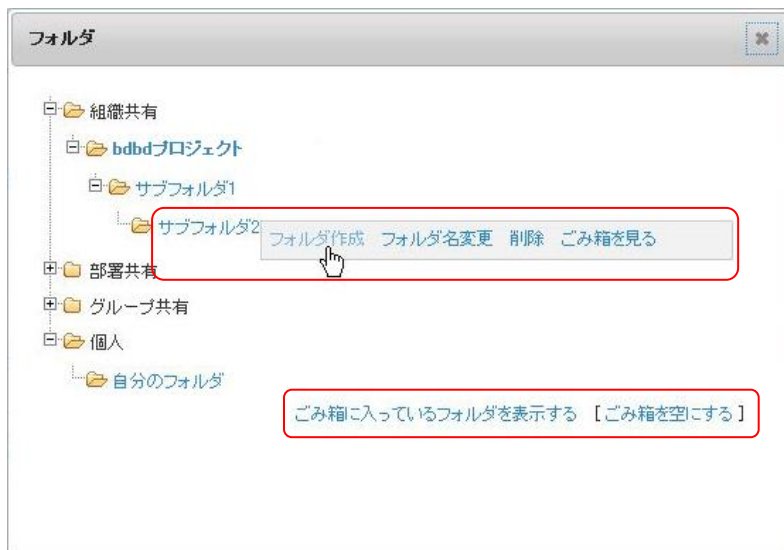 フォルダ
組織共有
bdbdプロジェクト
サブフォルダ1
サブフォルダ2
フォルダ作成 フォルダ名変更 削除 ごみ箱を見る
部署共有
グループ共有
個人
自分のフォルダ
ごみ箱に入っているフォルダを表示する [ごみ箱を空にする]